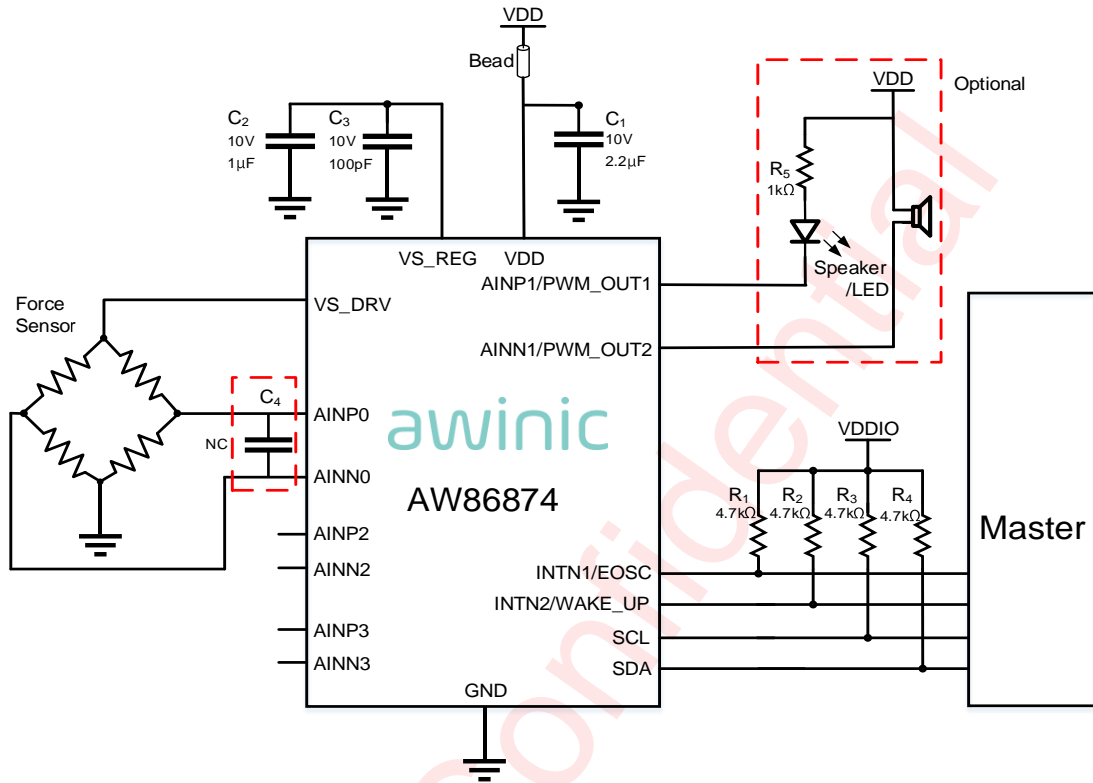 VDD
Bead
C2
10V
1μF
C3
10V
100pF
C1
10V
2.2μF
VDD
Optional
R5
1kΩ
Speaker
/LED
VS_REG
VDD
AINP1/PWM_OUT1
VS_DRV
Force
Sensor
AINN1/PWM_OUT2
C4
NC
AINP0
AINN0
awinic
AW86874
VDDIO
R1
4.7kΩ
R2
4.7kΩ
R3
4.7kΩ
R4
4.7kΩ
Master
AINP2
AINN2
AINP3
AINN3
INTN1/EOSC
INTN2/WAKE_UP
SCL
SDA
GND
Confidential